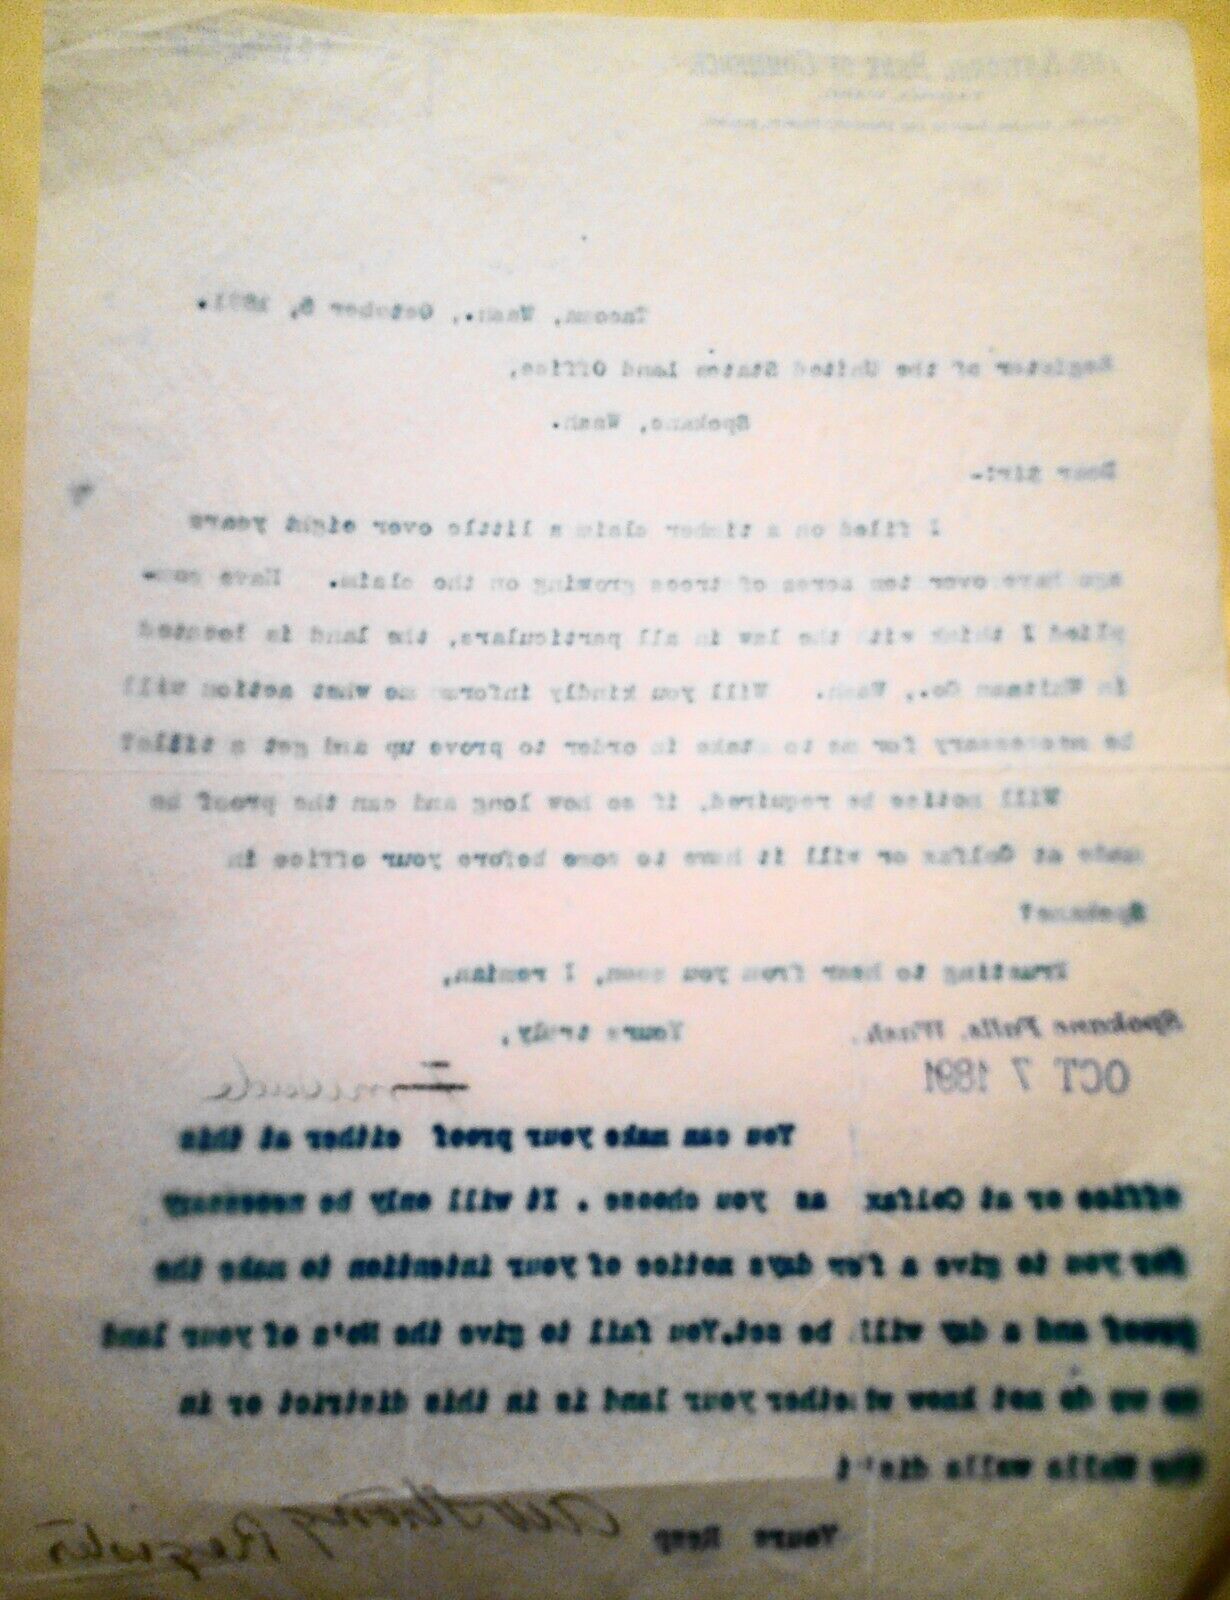 National Bank of Commerce
Tacoma, Wash., October 5, 1891.
Register of the United States land Office,
Spokane, Wash.
Dear sir:-
I filed on a timber claim a little over eight years
ago have over ten acres of trees growing on the claim. Have com-
plied I think with the law in all particulars, the land is located
in Whitman Co., Wash. Will you kindly inform me what action will
be necessary for me to take in order to prove up and get a title?
Will notice be required, if so how long and can the proof be
made at Colfax or will it have to come before your office in
Spokane?
Trusting to hear from you soon, I remian,
Yours truly,
Spokane Falls, Wash.
OCT 7 1891
You can make your proof either at this
office or at Colfax as you choose. It will only be necessary
for you to give a few days notice of your intention to make the
proof and a day will be set.You fail to give the No's of your land
so we do not know whether your land is in this district or in
the Walla walla dist
Yours Resp
Register